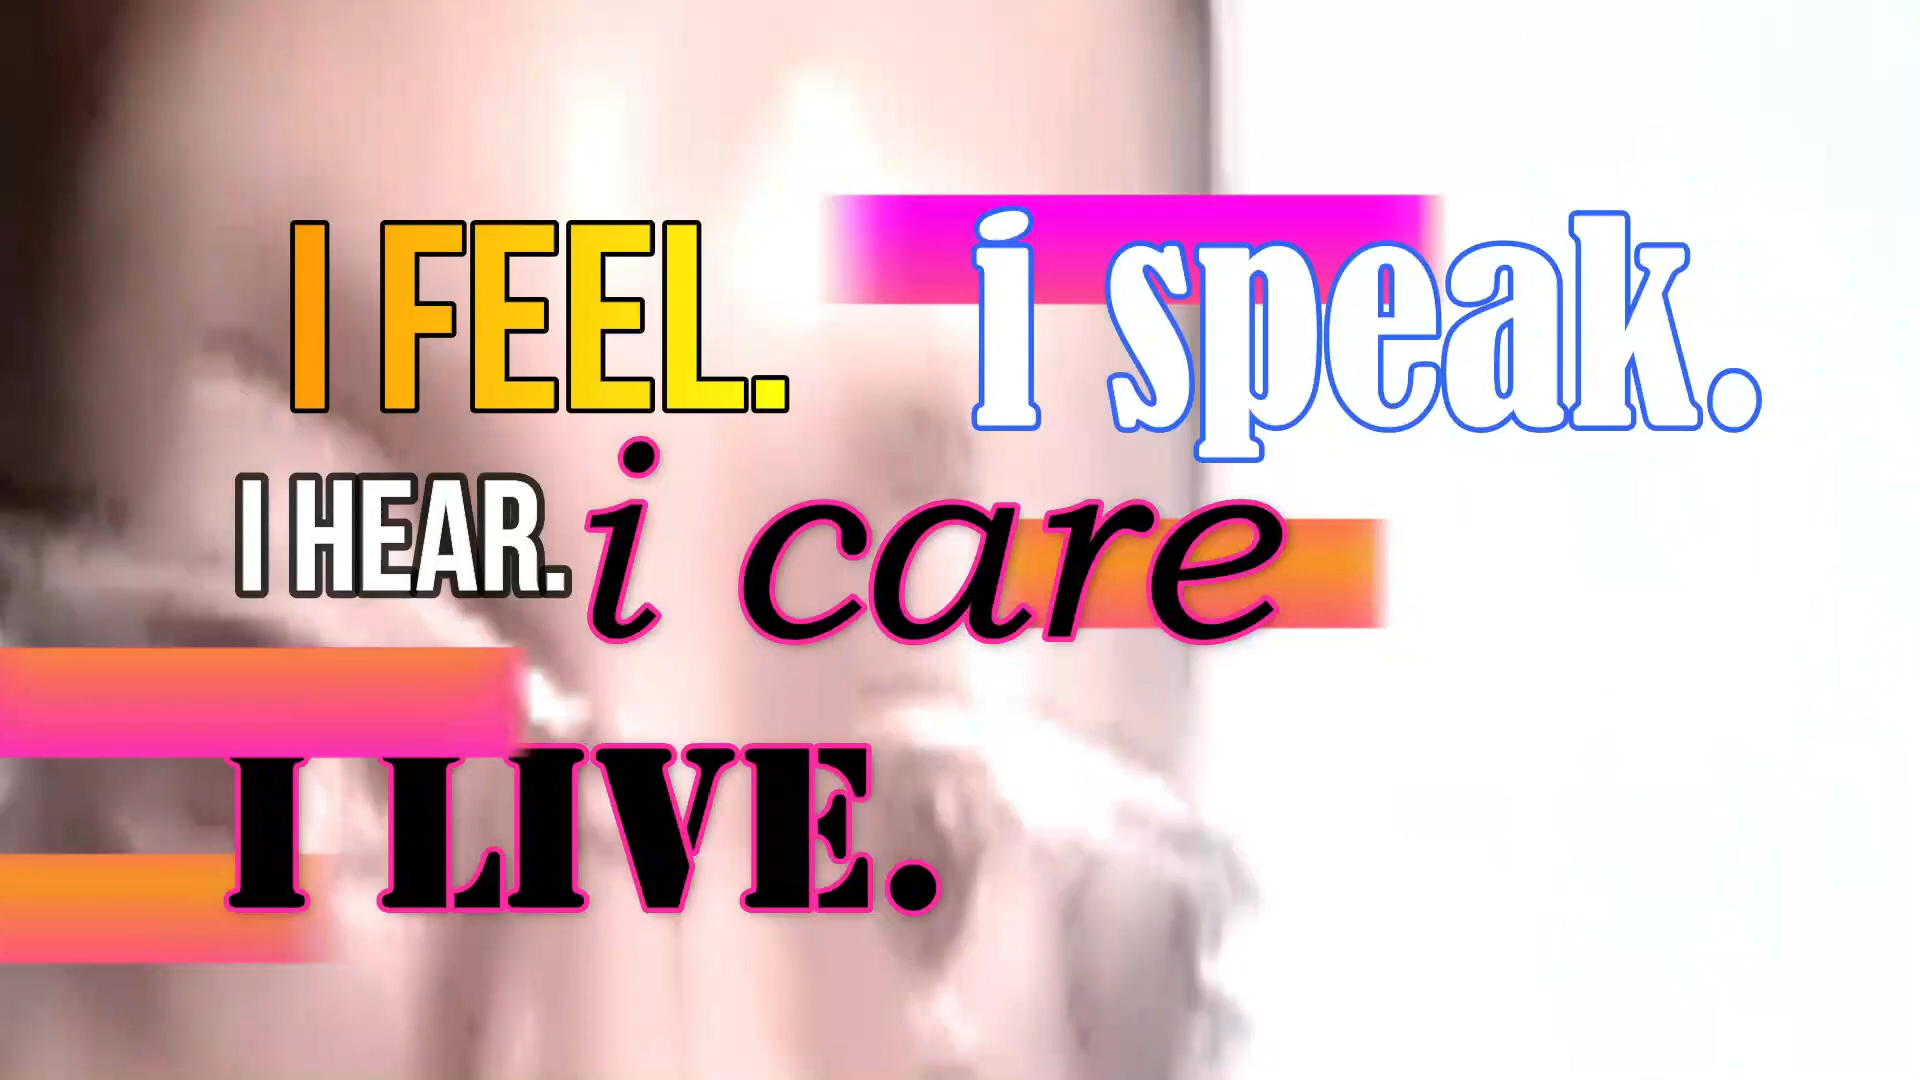 I FEEL.
i speak.
I HEAR.
i care
I LIVE.